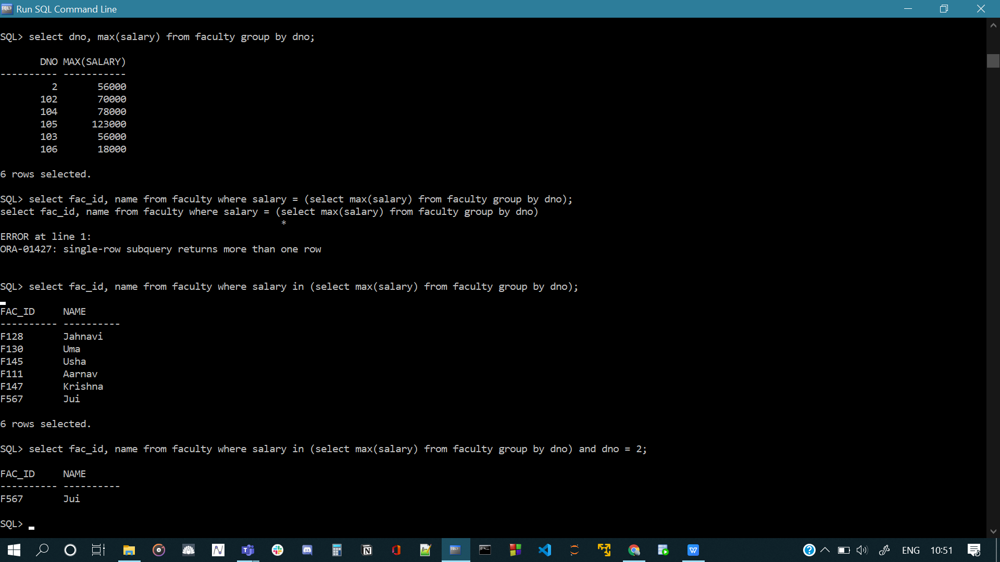 Run SQL Command Line
SQL> select dno, max(salary) from faculty group by dno;
       DNO MAX(SALARY)
---------- -----------
         2       56000
       102       70000
       104       78000
       105      123000
       103       56000
       106       18000
6 rows selected.
SQL> select fac_id, name from faculty where salary = (select max(salary) from faculty group by dno);
select fac_id, name from faculty where salary = (select max(salary) from faculty group by dno)
                                                 *
ERROR at line 1:
ORA-01427: single-row subquery returns more than one row
SQL> select fac_id, name from faculty where salary in (select max(salary) from faculty group by dno);
FAC_ID     NAME
---------- ----------
F128       Jahnavi
F130       Uma
F145       Usha
F111       Aarnav
F147       Krishna
F567       Jui
6 rows selected.
SQL> select fac_id, name from faculty where salary in (select max(salary) from faculty group by dno) and dno = 2;
FAC_ID     NAME
---------- ----------
F567       Jui
SQL>
ENG 10:51